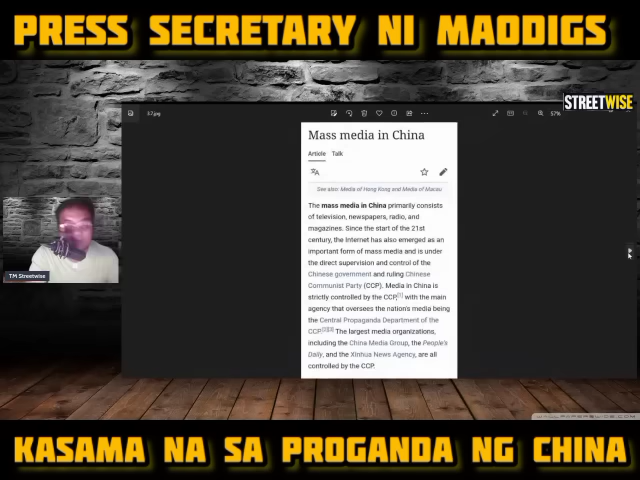 PRESS SECRETARY NI MAODIGS
STREETWISE
57%
Mass media in China
Article Talk
See also: Media of Hong Kong and Media of Macau
The mass media in China primarily consists
of television, newspapers, radio, and
magazines. Since the start of the 21st
century, the Internet has also emerged as an
important form of mass media and is under
the direct supervision and control of the
Chinese government and ruling Chinese
Communist Party (CCP). Media in China is
strictly controlled by the CCP,[1] with the main
agency that oversees the nation's media being
the Central Propaganda Department of the
CCP.[2][3] The largest media organizations,
including the China Media Group, the People's
Daily, and the Xinhua News Agency, are all
controlled by the CCP.
TM Streetwise
KASAMA NA SA PROGANDA NG CHINA